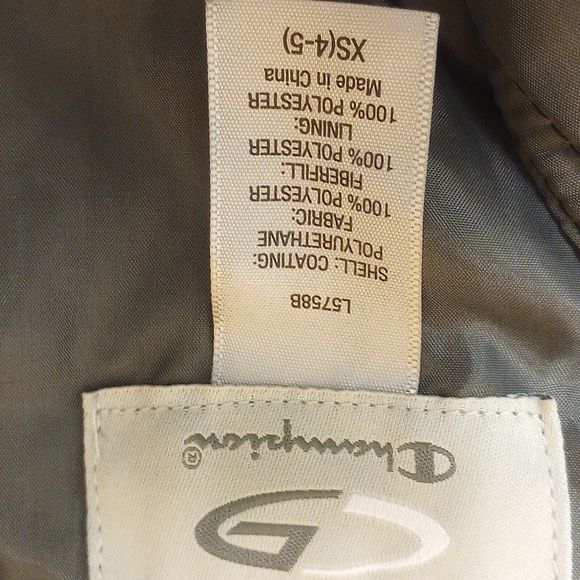 C9
Champion®
L5758B
SHELL: COATING:
POLYURETHANE
FABRIC:
100% POLYESTER
FIBERFILL:
100% POLYESTER
LINING:
100% POLYESTER
Made in China
XS(4-5)